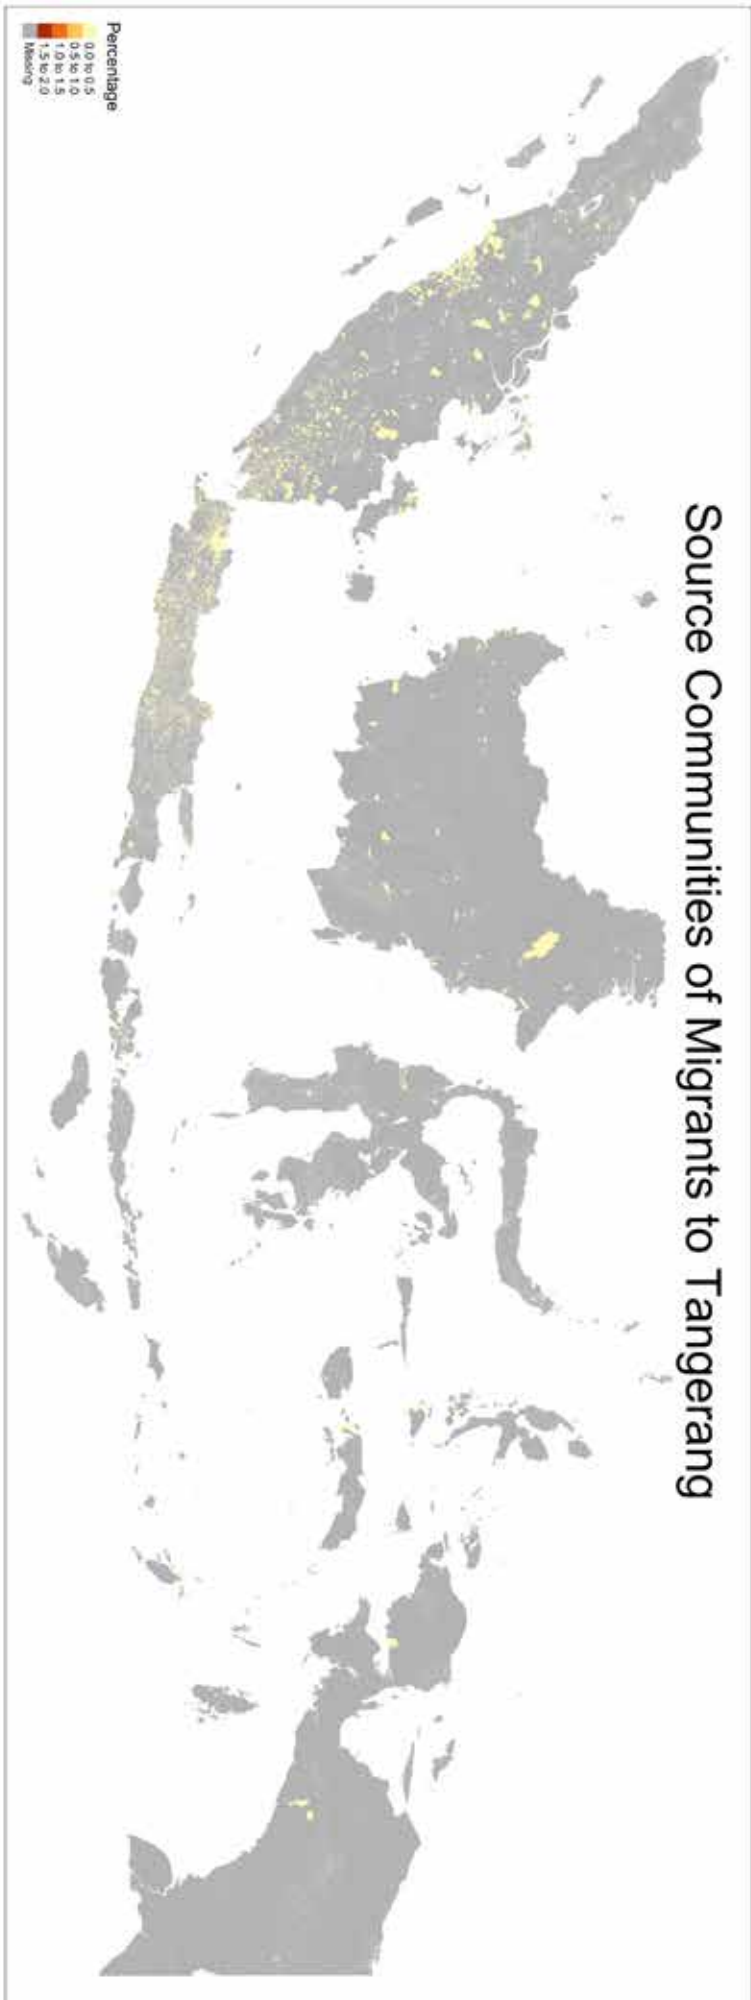 Source Communities of Migrants to Tangerang
Percentage
0.0 to 0.5
0.5 to 1.0
1.0 to 1.5
1.5 to 2.0
Missing